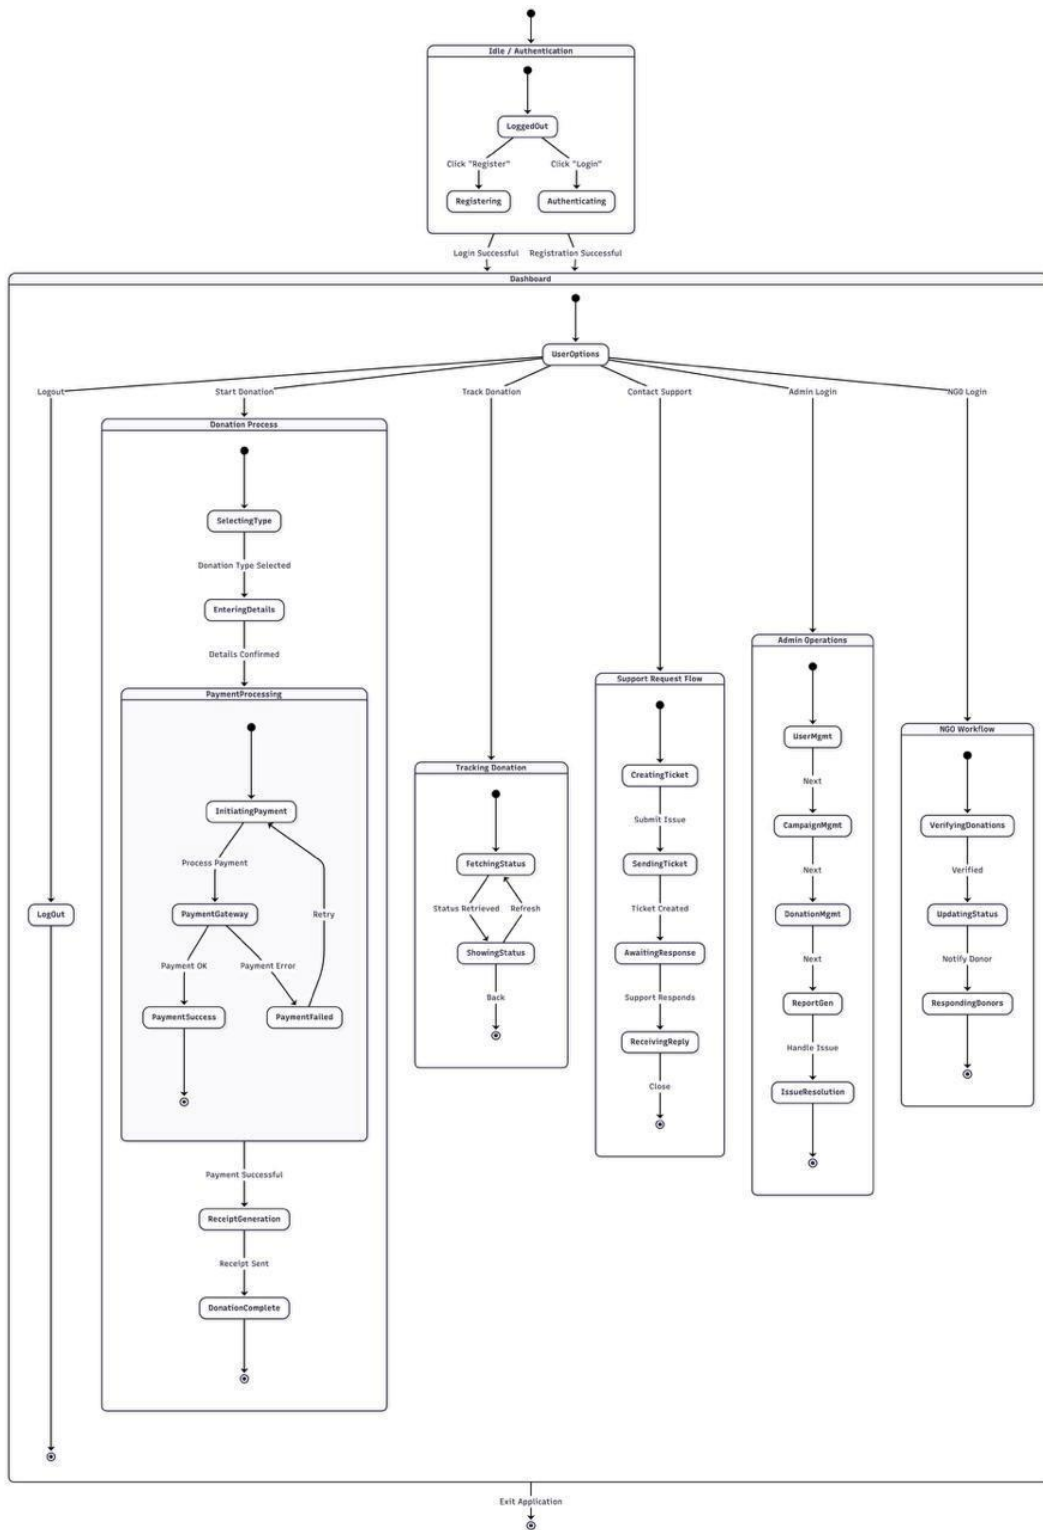 Idle / Authentication
LoggedOut
Click "Register"
Click "Login"
Registering
Authenticating
Login Successful
Registration Successful
Dashboard
UserOptions
Logout
Start Donation
Track Donation
Contact Support
Admin Login
NGO Login
Donation Process
SelectingType
Donation Type Selected
EnteringDetails
Details Confirmed
PaymentProcessing
InitiatingPayment
Process Payment
PaymentGateway
Retry
Payment OK
Payment Error
PaymentSuccess
PaymentFailed
Payment Successful
ReceiptGeneration
Receipt Sent
DonationComplete
LogOut
Tracking Donation
FetchingStatus
Status Retrieved
Refresh
ShowingStatus
Back
Support Request Flow
CreatingTicket
Submit Issue
SendingTicket
Ticket Created
AwaitingResponse
Support Responds
ReceivingReply
Close
Admin Operations
UserMgmt
Next
CampaignMgmt
Next
DonationMgmt
Next
ReportGen
Handle Issue
IssueResolution
NGO Workflow
VerifyingDonations
Verified
UpdatingStatus
Notify Donor
RespondingDonors
Exit Application